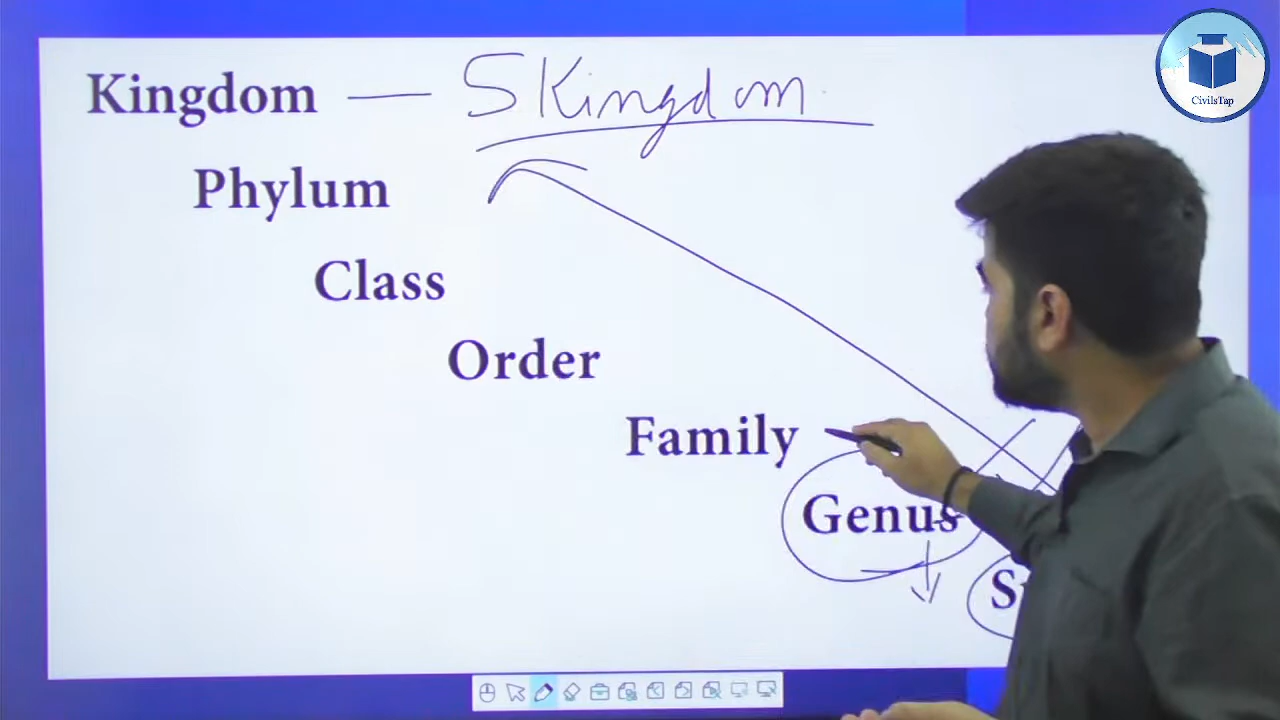 CivilsTap
Kingdom — 5 Kingdom
Phylum
Class
Order
Family
Genus